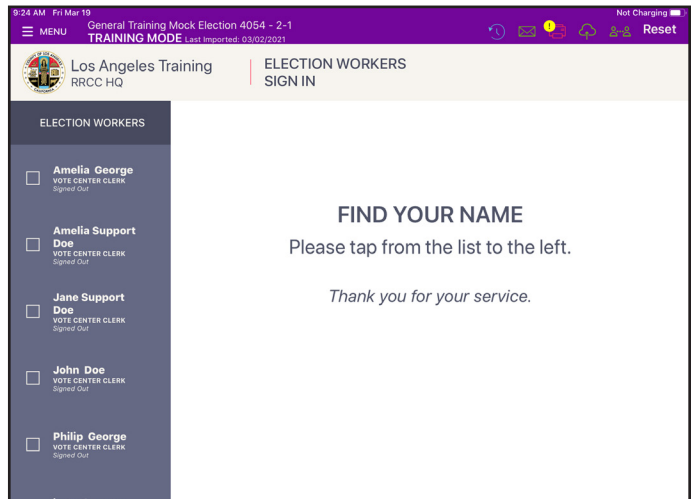 9:24 AM Fri Mar 19
Not Charging
MENU
General Training Mock Election 4054 - 2-1
TRAINING MODE Last Imported: 03/02/2021
!
Reset
Los Angeles Training
RRCC HQ
ELECTION WORKERS
SIGN IN
ELECTION WORKERS
Amelia George
VOTE CENTER CLERK
Signed Out
Amelia Support
Doe
VOTE CENTER CLERK
Signed Out
Jane Support
Doe
VOTE CENTER CLERK
Signed Out
John Doe
VOTE CENTER CLERK
Signed Out
Philip George
VOTE CENTER CLERK
Signed Out
FIND YOUR NAME
Please tap from the list to the left.
Thank you for your service.